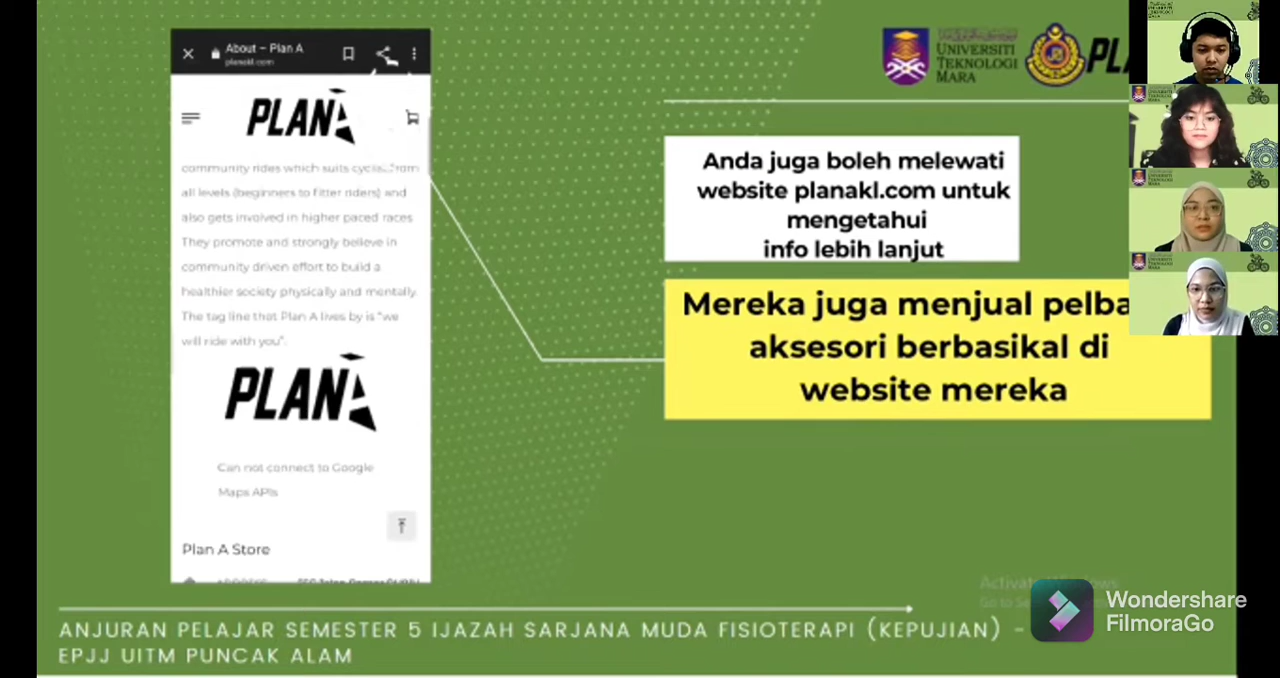 About – Plan A
planakl.com
PLAN A
community rides which suits cyclist from
all levels (beginners to fitter riders) and
also gets involved in higher paced races
They promote and strongly believe in
community driven effort to build a
healthier society physically and mentally.
The tag line that Plan A lives by is "we
will ride with you".
PLAN A
Can not connect to Google
Maps APIs
Plan A Store
UNIVERSITI
TEKNOLOGI
MARA
Anda juga boleh melewati
website planakl.com untuk
mengetahui
info lebih lanjut
Mereka juga menjual pelba
aksesori berbasikal di
website mereka
Wondershare
FilmoraGo
ANJURAN PELAJAR SEMESTER 5 IJAZAH SARJANA MUDA FISIOTERAPI (KEPUJIAN) -
EPJJ UITM PUNCAK ALAM